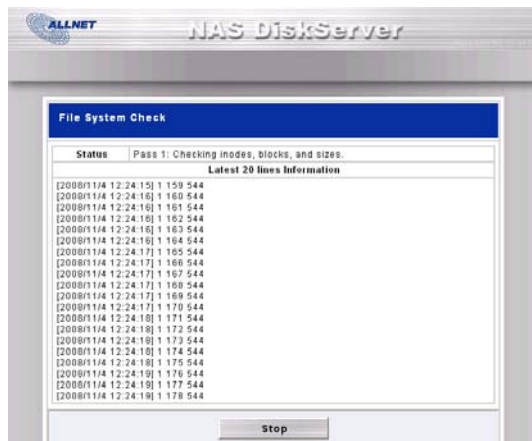 ALLNET
NAS DiskServer
File System Check
Status Pass 1: Checking inodes, blocks, and sizes.
Latest 20 lines Information
[2008/11/4 12:24:15] 1 159 544
[2008/11/4 12:24:16] 1 160 544
[2008/11/4 12:24:16] 1 161 544
[2008/11/4 12:24:16] 1 162 544
[2008/11/4 12:24:16] 1 163 544
[2008/11/4 12:24:16] 1 164 544
[2008/11/4 12:24:17] 1 165 544
[2008/11/4 12:24:17] 1 166 544
[2008/11/4 12:24:17] 1 167 544
[2008/11/4 12:24:17] 1 168 544
[2008/11/4 12:24:17] 1 169 544
[2008/11/4 12:24:17] 1 170 544
[2008/11/4 12:24:18] 1 171 544
[2008/11/4 12:24:18] 1 172 544
[2008/11/4 12:24:18] 1 173 544
[2008/11/4 12:24:18] 1 174 544
[2008/11/4 12:24:18] 1 175 544
[2008/11/4 12:24:19] 1 176 544
[2008/11/4 12:24:19] 1 177 544
[2008/11/4 12:24:19] 1 178 544
Stop